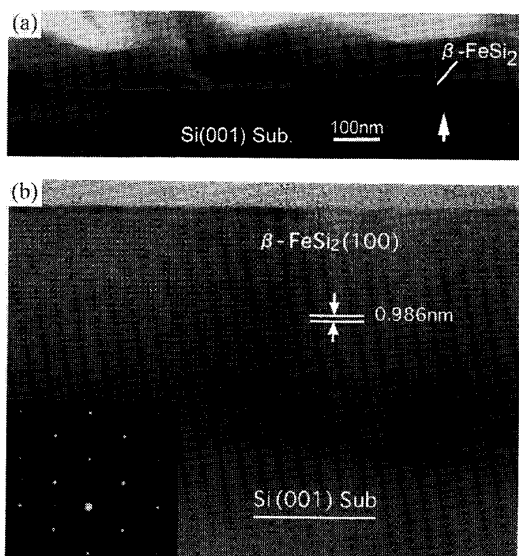 (a)
β-FeSi2
Si(001) Sub.
100nm
(b)
β-FeSi2(100)
0.986nm
Si(001) Sub